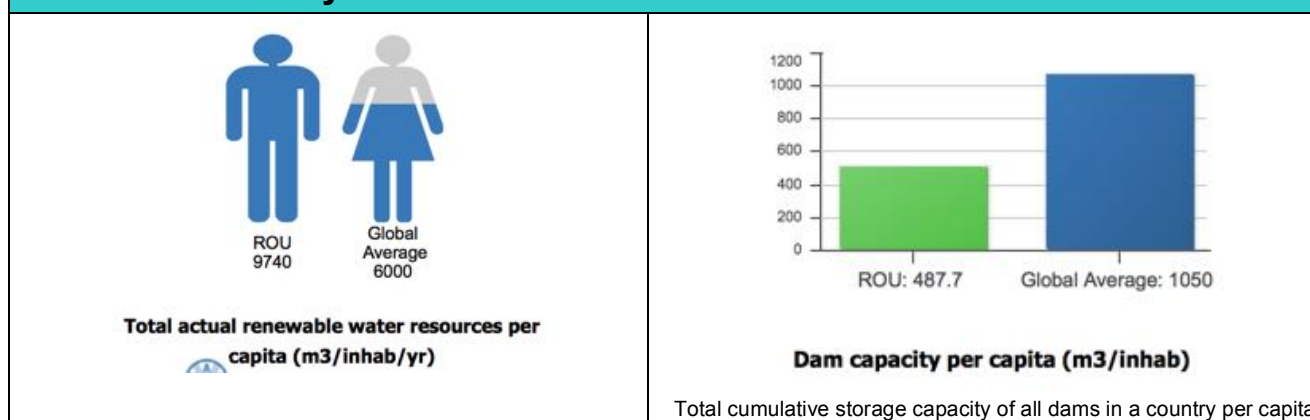 ROU
9740
Global
Average
6000
Total actual renewable water resources per
capita (m3/inhab/yr)
1200
1000
800
600
400
200
0
ROU: 487.7
Global Average: 1050
Dam capacity per capita (m3/inhab)
Total cumulative storage capacity of all dams in a country per capita